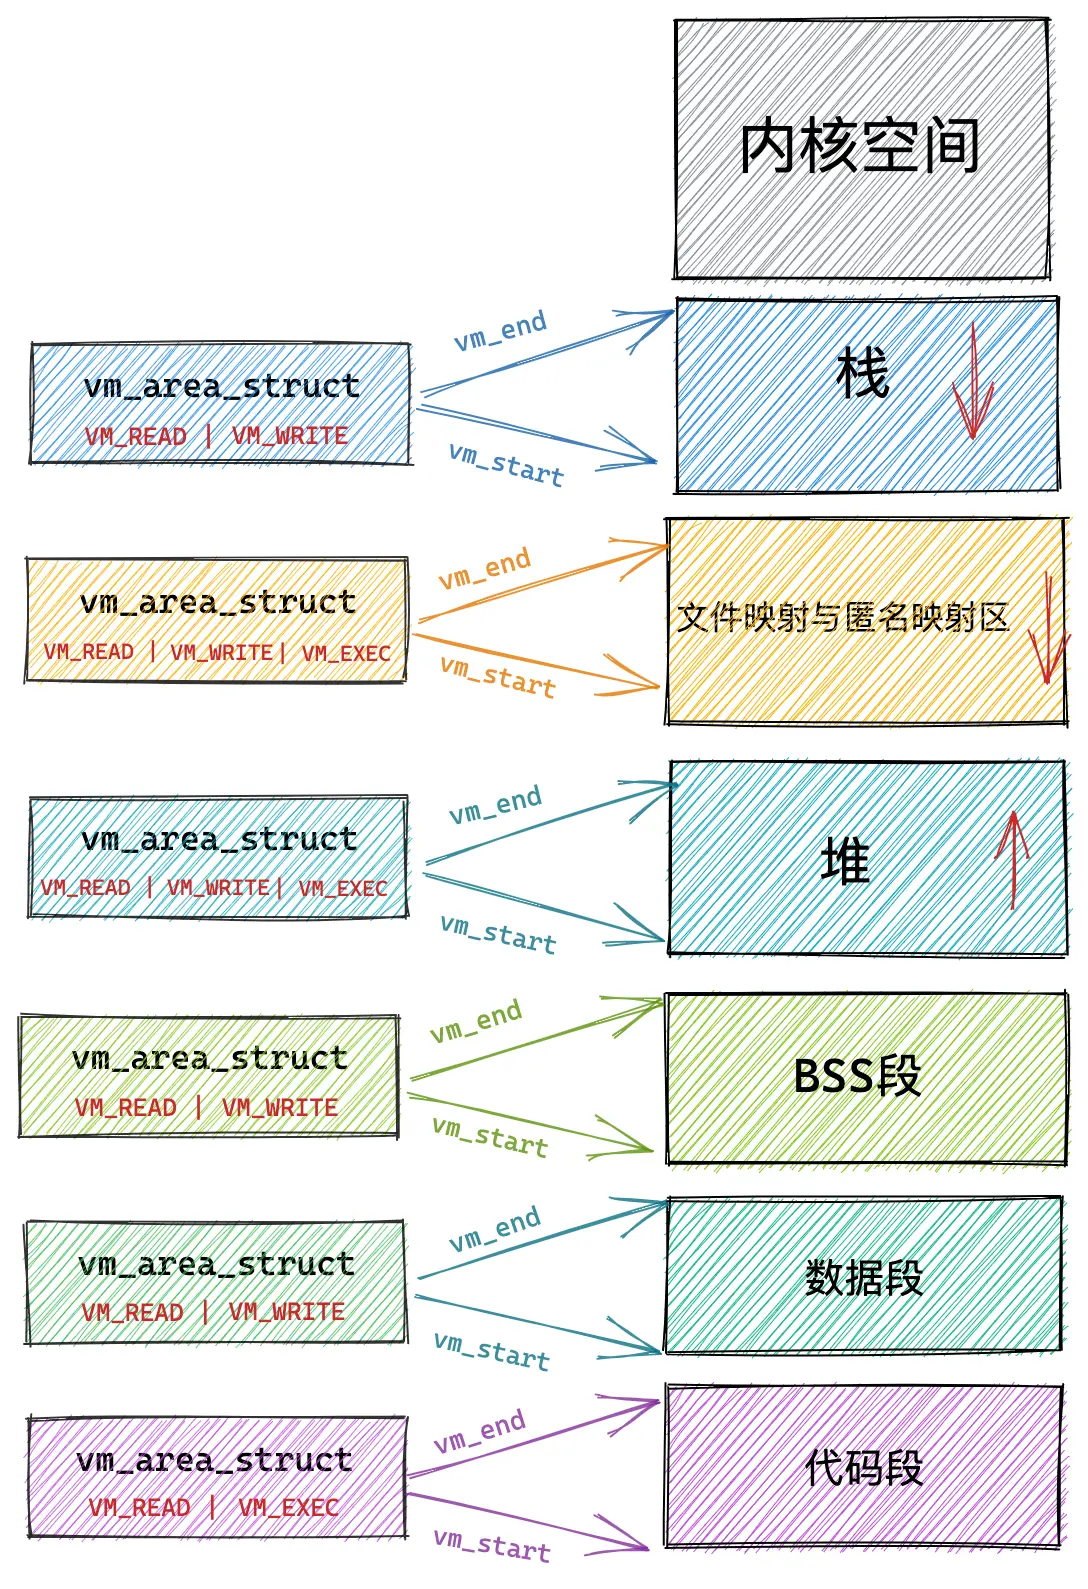 内核空间
vm_end
栈
vm_area_struct
VM_READ | VM_WRITE
vm_start
vm_end
vm_area_struct
文件映射与匿名映射区
VM_READ | VM_WRITE| VM_EXEC
vm_start
vm_end
vm_area_struct
堆
VM_READ | VM_WRITE| VM_EXEC
vm_start
vm_end
vm_area_struct
BSS段
VM_READ | VM_WRITE
vm_start
vm_end
vm_area_struct
数据段
VM_READ | VM_WRITE
vm_start
vm_end
vm_area_struct
代码段
VM_READ | VM_EXEC
vm_start